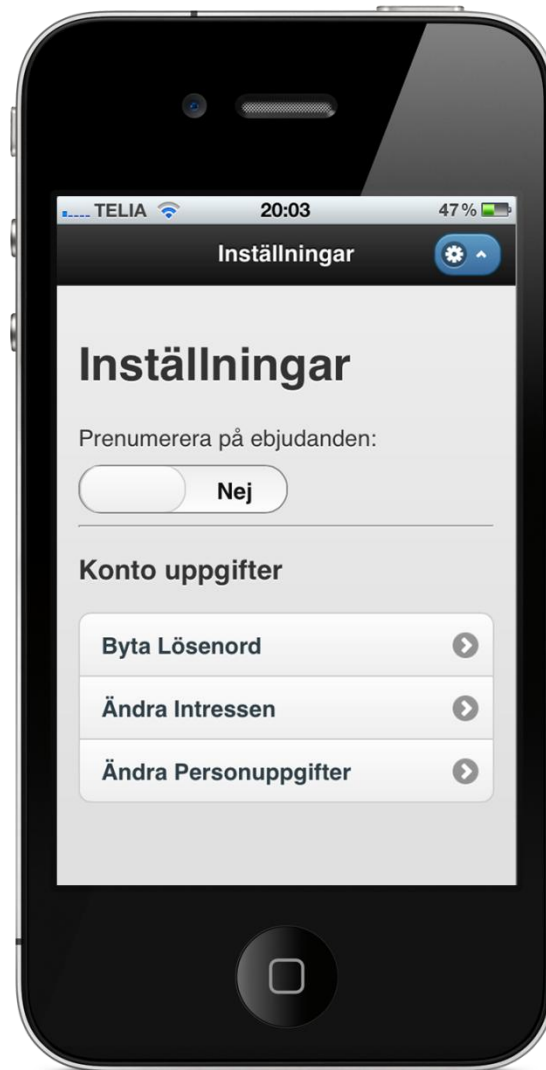 TELIA 20:03 47 %
Inställningar
Inställningar
Prenumerera på ebjudanden:
Nej
Konto uppgifter
Byta Lösenord
Ändra Intressen
Ändra Personuppgifter